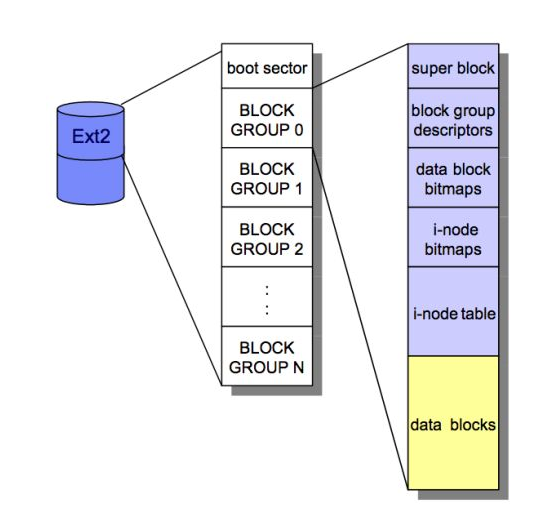 Ext2
boot sector
BLOCK
GROUP 0
BLOCK
GROUP 1
BLOCK
GROUP 2
:
:
BLOCK
GROUP N
super block
block group
descriptors
data block
bitmaps
i-node
bitmaps
i-node table
data blocks